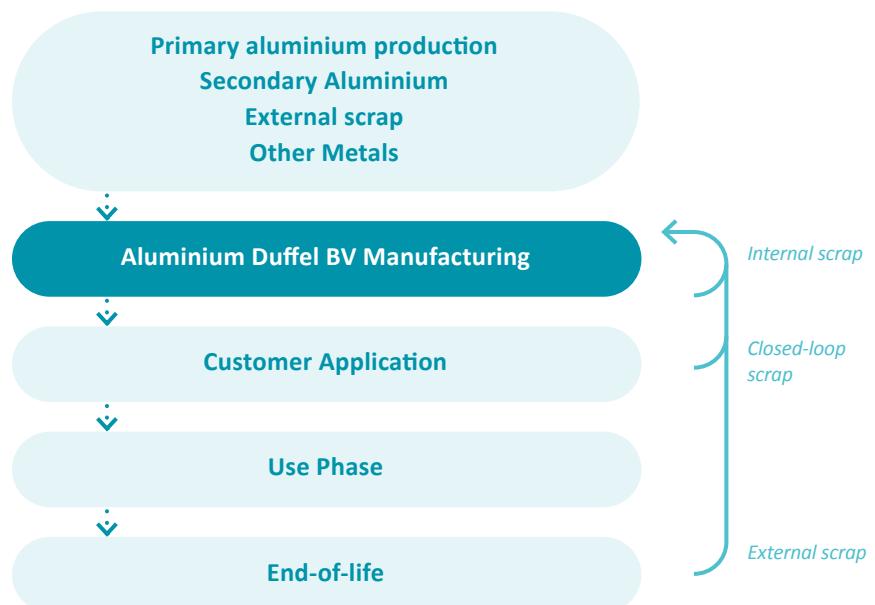 Primary aluminium production
Secondary Aluminium
External scrap
Other Metals
Aluminium Duffel BV Manufacturing
Internal scrap
Customer Application
Closed-loop
scrap
Use Phase
End-of-life
External scrap